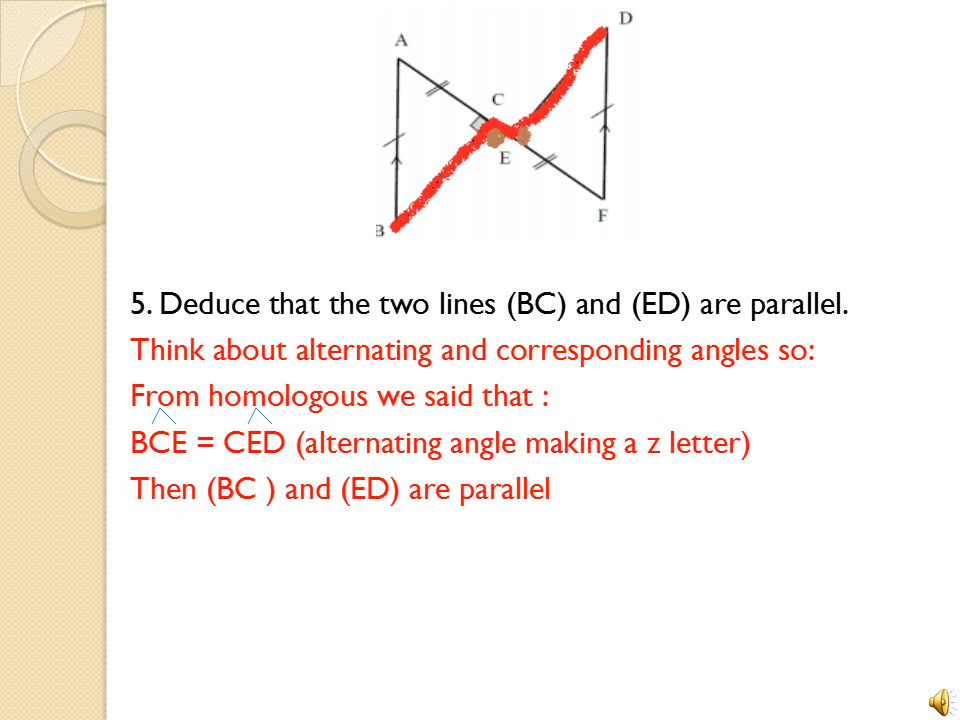 D
A
C
E
F
B
5. Deduce that the two lines (BC) and (ED) are parallel.
Think about alternating and corresponding angles so:
From homologous we said that :
BCE = CED (alternating angle making a z letter)
Then (BC ) and (ED) are parallel